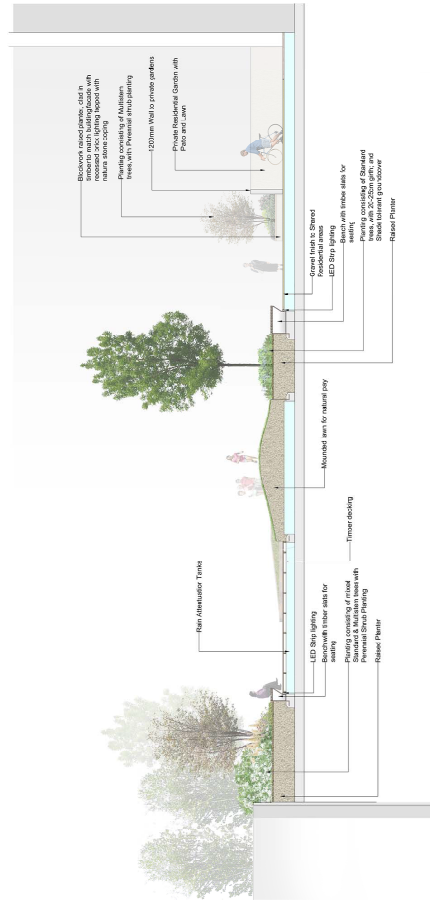 Blockwork raised planter, clad in
timber to match building facade with
recessed brick lighting topped with
natural stone coping
Planting consisting of Multistem
trees, with Perennial shrub planting
1200mm Wall to private gardens
Private Residential Garden with
Patio and Lawn
Gravel finish to Shared
Residential areas
LED Strip lighting
Bench with timber slats for
seating
Planting consisting of Standard
trees, with 20-25cm girth; and
Shade tolerant groundcover
Raised Planter
Mounded lawn for natural play
Rain Attentuation Tanks
Timber decking
LED Strip lighting
Bench with timber slats for
seating
Planting consisting of mixed
Standard & Multistem trees with
Perennial Shrub Planting
Raised Planter